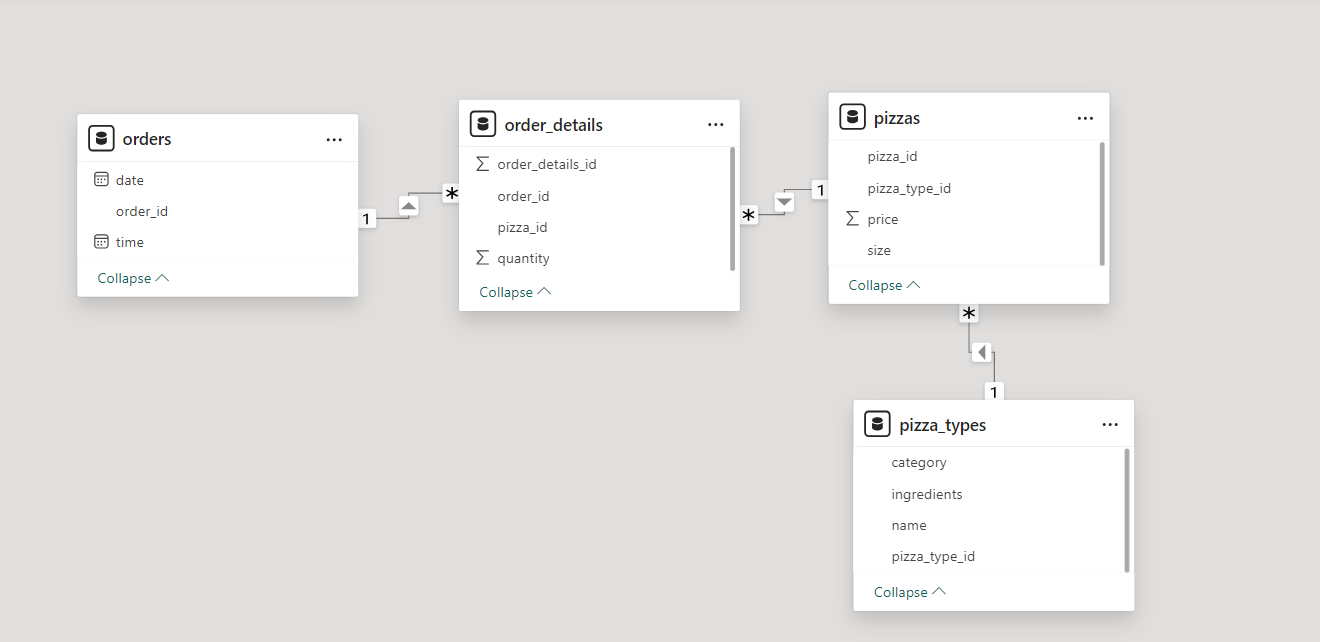 orders
date
order_id
time
Collapse
1
*
order_details
order_details_id
order_id
pizza_id
quantity
Collapse
*
1
pizzas
pizza_id
pizza_type_id
price
size
Collapse
*
1
pizza_types
category
ingredients
name
pizza_type_id
Collapse